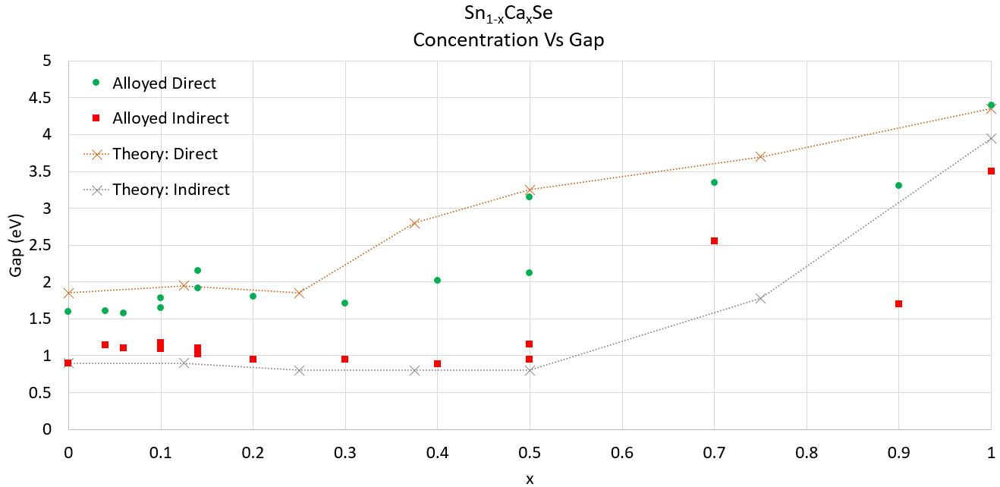 Sn₁₋ₓCaₓSe
Concentration Vs Gap
5
4.5
4
3.5
3
2.5
2
1.5
1
0.5
0
Gap (eV)
Alloyed Direct
Alloyed Indirect
Theory: Direct
Theory: Indirect
0 0.1 0.2 0.3 0.4 0.5 0.6 0.7 0.8 0.9 1
x